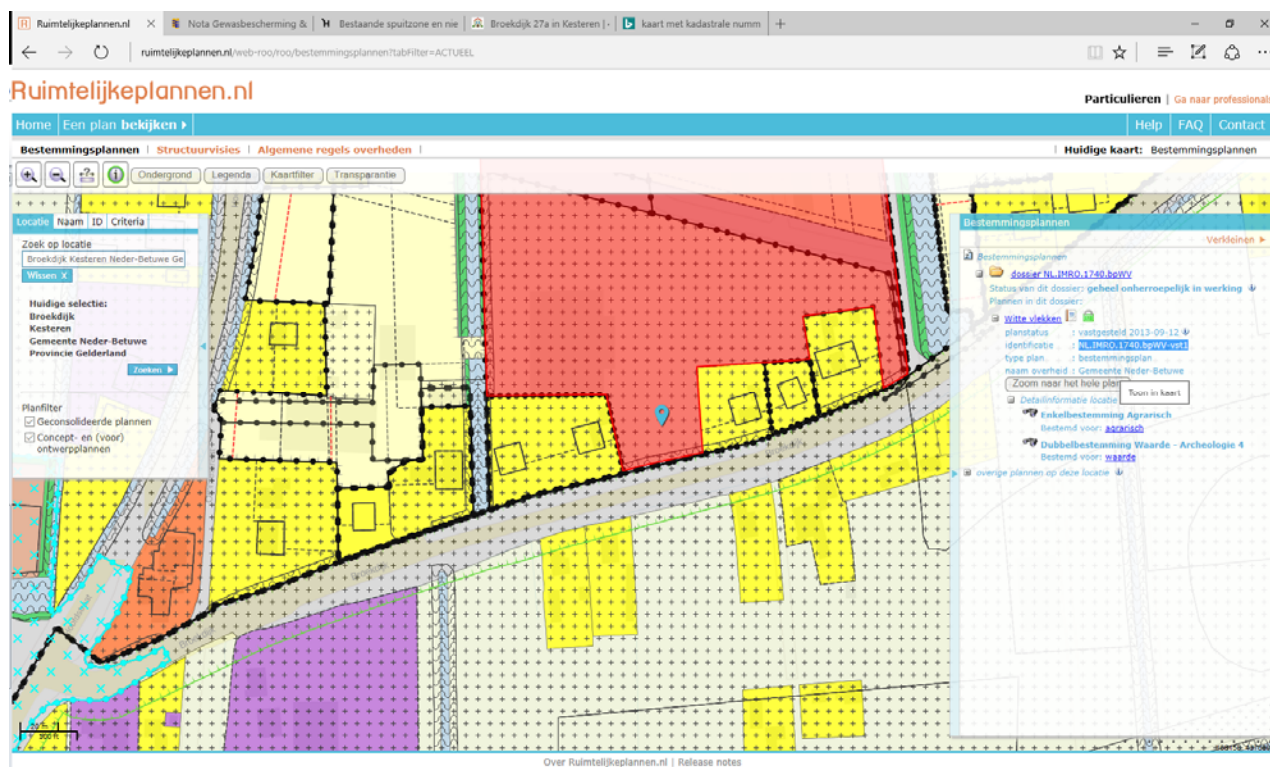 Ruimtelijkeplannen.nl
Nota Gewasbescherming &
Bestaande spuitzone en nie
Broekdijk 27a in Kesteren | -
kaart met kadastrale numm
ruimtelijkeplannen.nl/web-roo/roo/bestemmingsplannen?tabFilter=ACTUEEL
Ruimtelijkeplannen.nl
Particulieren | Ga naar professionals
Home Een plan bekijken
Help FAQ Contact
Bestemmingsplannen | Structuurvisies | Algemene regels overheden |
| Huidige kaart: Bestemmingsplannen
Ondergrond Legenda Kaartfilter Transparantie
Locatie Naam ID Criteria
Zoek op locatie
Broekdijk Kesteren Neder-Betuwe Ge
Wissen X
Huidige selectie:
Broekdijk
Kesteren
Gemeente Neder-Betuwe
Provincie Gelderland
Zoeken
Planfilter
Geconsolideerde plannen
Concept- en (voor)
ontwerpplannen
Bestemmingsplannen
Verkleinen
Bestemmingsplannen
dossier NL.IMRO.1740.bpWV
Status van dit dossier: geheel onherroepelijk in werking
Plannen in dit dossier:
Witte vlekken
planstatus : vastgesteld 2013-09-12
identificatie : NL.IMRO.1740.bpWV-vst1
type plan : bestemmingsplan
naam overheid : Gemeente Neder-Betuwe
Zoom naar het hele plan
Toon in kaart
Detailinformatie locatie
Enkelbestemming Agrarisch
Bestemd voor: agrarisch
Dubbelbestemming Waarde - Archeologie 4
Bestemd voor: waarde
overige plannen op deze locatie
Broekdijk
Broekdijk
20 m
100 ft
Over Ruimtelijkeplannen.nl | Release notes